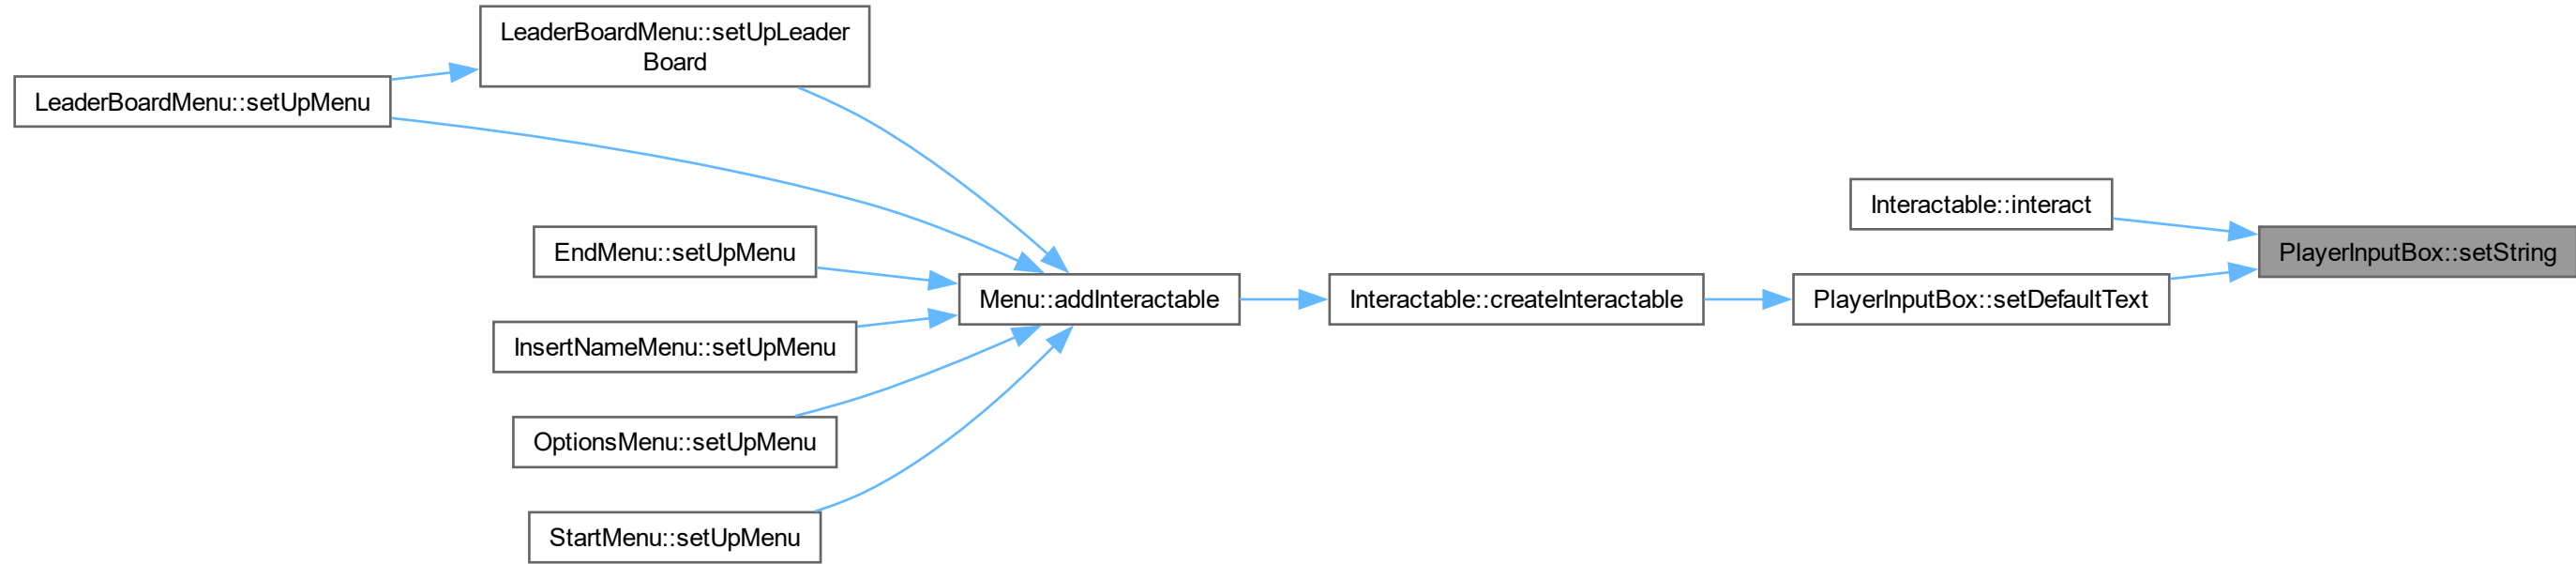 LeaderBoardMenu::setUpLeader
Board
LeaderBoardMenu::setUpMenu
Interactable::interact
EndMenu::setUpMenu
PlayerInputBox::setString
Menu::addInteractable
Interactable::createInteractable
PlayerInputBox::setDefaultText
InsertNameMenu::setUpMenu
OptionsMenu::setUpMenu
StartMenu::setUpMenu